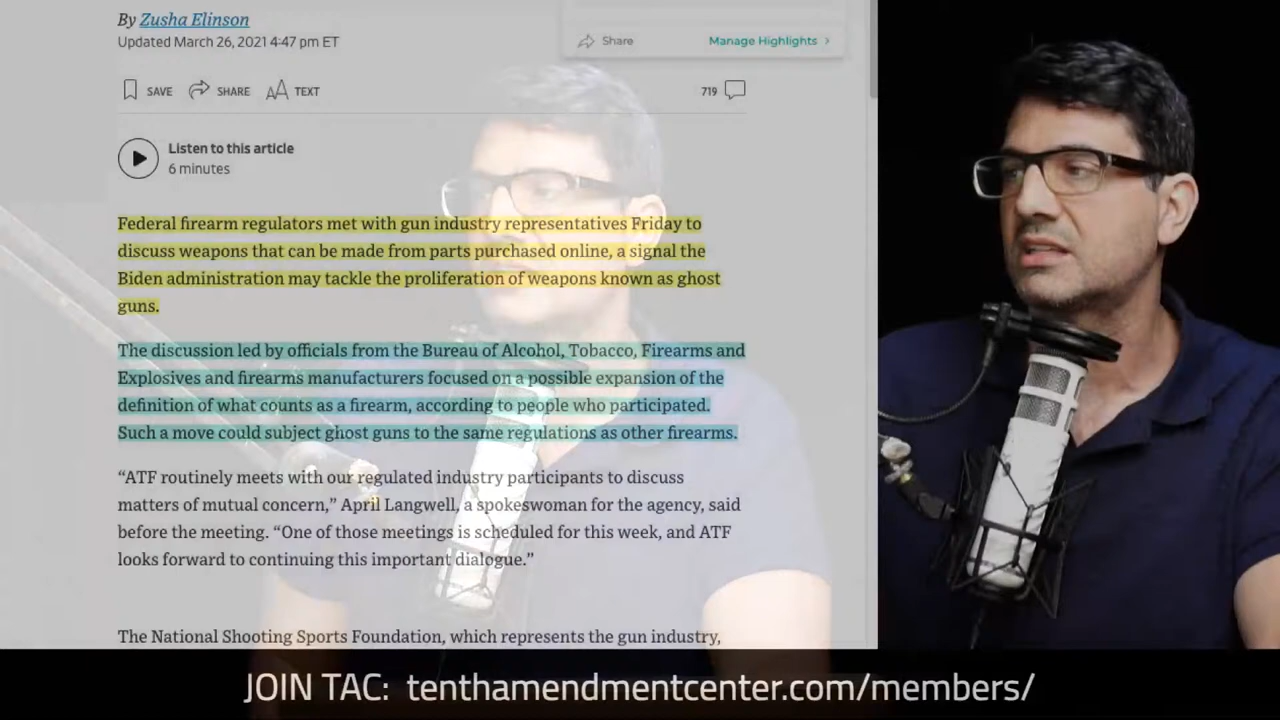 By Zusha Elinson
Updated March 26, 2021 4:47 pm ET
Share
Manage Highlights >
SAVE
SHARE
AA TEXT
719
Listen to this article
6 minutes
Federal firearm regulators met with gun industry representatives Friday to
discuss weapons that can be made from parts purchased online, a signal the
Biden administration may tackle the proliferation of weapons known as ghost
guns.
The discussion led by officials from the Bureau of Alcohol, Tobacco, Firearms and
Explosives and firearms manufacturers focused on a possible expansion of the
definition of what counts as a firearm, according to people who participated.
Such a move could subject ghost guns to the same regulations as other firearms.
“ATF routinely meets with our regulated industry participants to discuss
matters of mutual concern,” April Langwell, a spokeswoman for the agency, said
before the meeting. “One of those meetings is scheduled for this week, and ATF
looks forward to continuing this important dialogue.”
The National Shooting Sports Foundation, which represents the gun industry,
JOIN TAC: tenthamendmentcenter.com/members/